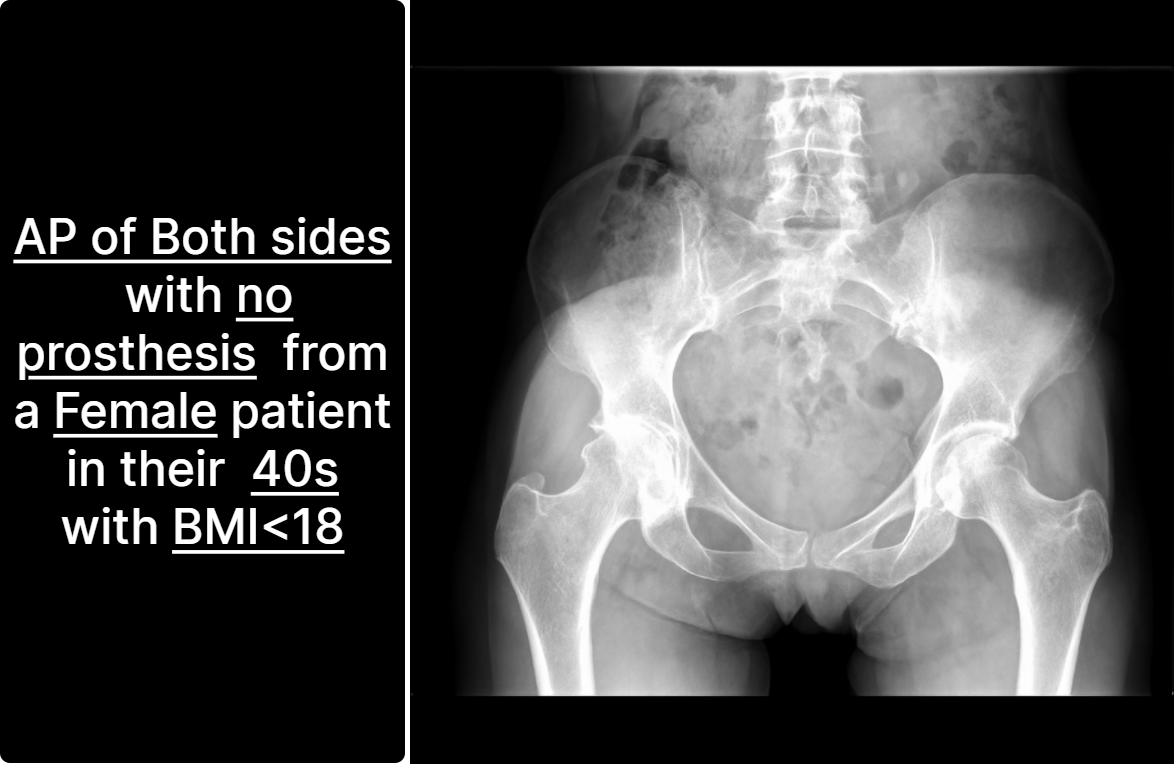 AP of Both sides
with no
prosthesis from
a Female patient
in their 40s
with BMI<18